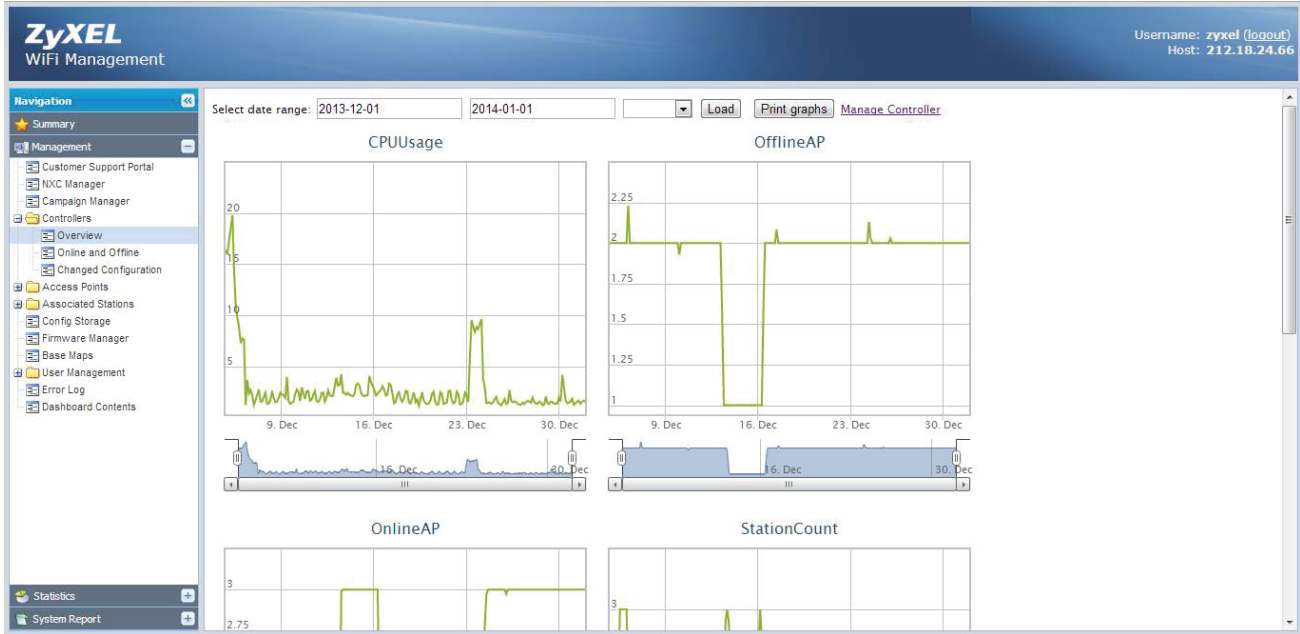 ZyXEL
WiFi Management
Username: zyxel (logout)
Host: 212.18.24.66
Navigation
Summary
Management
Customer Support Portal
NXC Manager
Campaign Manager
Controllers
Overview
Online and Offline
Changed Configuration
Access Points
Associated Stations
Config Storage
Firmware Manager
Base Maps
User Management
Error Log
Dashboard Contents
Statistics
System Report
Select date range: 2013-12-01 2014-01-01 Load Print graphs Manage Controller
CPUUsage
20
15
10
5
9. Dec 16. Dec 23. Dec 30. Dec
16. Dec 30. Dec
OfflineAP
2.25
2
1.75
1.5
1.25
1
9. Dec 16. Dec 23. Dec 30. Dec
16. Dec 30. Dec
OnlineAP
3
2.75
StationCount
3